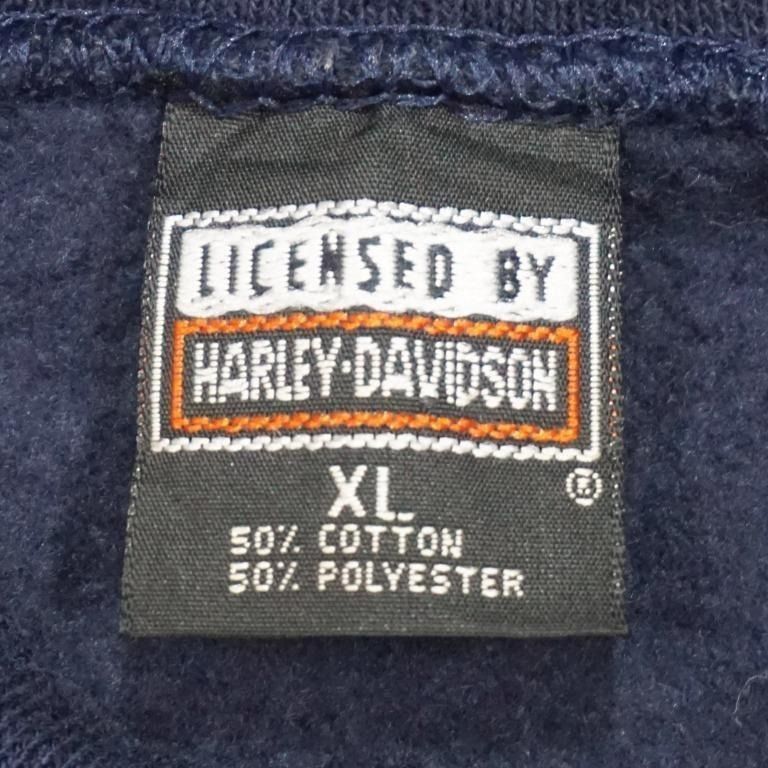 LICENSED BY
HARLEY-DAVIDSON
®
XL
50% COTTON
50% POLYESTER